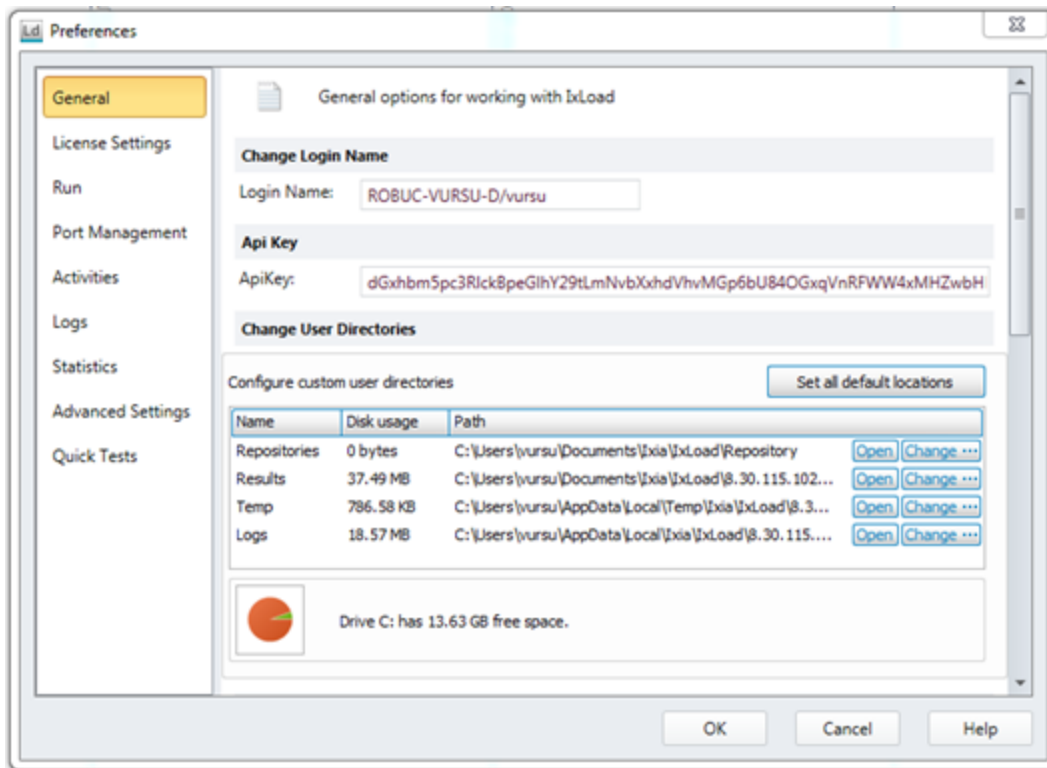 Ld Preferences
General
License Settings
Run
Port Management
Activities
Logs
Statistics
Advanced Settings
Quick Tests
General options for working with IxLoad
Change Login Name
Login Name: ROBUC-VURSU-D/vursu
Api Key
ApiKey: dGxhbm5pc3RlckBpeGlhY29tLmNvbXxhdVhvMGp6bU84OGxqVnRFWW4xMHZwbH
Change User Directories
Configure custom user directories Set all default locations
Name Disk usage Path
Repositories 0 bytes C:\Users\vursu\Documents\Ixia\IxLoad\Repository Open Change ...
Results 37.49 MB C:\Users\vursu\Documents\Ixia\IxLoad\8.30.115.102... Open Change ...
Temp 786.58 KB C:\Users\vursu\AppData\Local\Temp\Ixia\IxLoad\8.3... Open Change ...
Logs 18.57 MB C:\Users\vursu\AppData\Local\Ixia\IxLoad\8.30.115.... Open Change ...
Drive C: has 13.63 GB free space.
OK Cancel Help